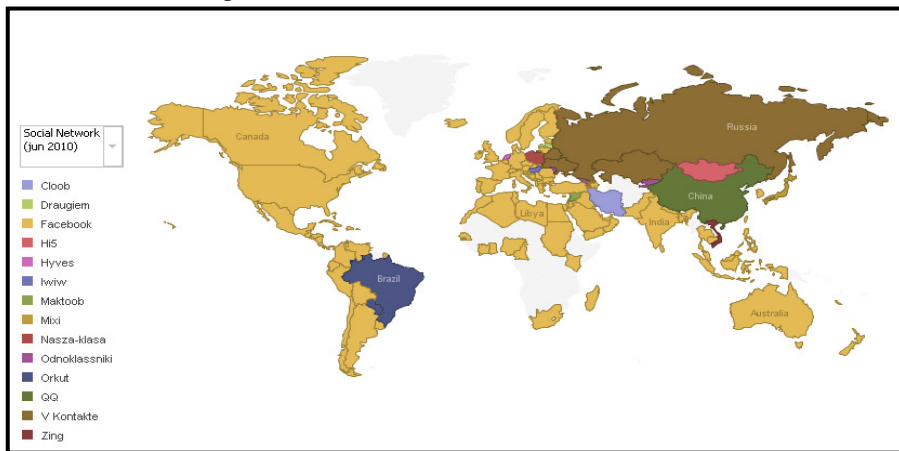 Canada
Russia
Social Network
(jun 2010)
Cloob
Draugiem
Facebook
Hi5
Hyves
Iwiw
Maktoob
Mixi
Nasza-klasa
Odnoklassniki
Orkut
QQ
V Kontakte
Zing
China
Libya
India
Brazil
Australia